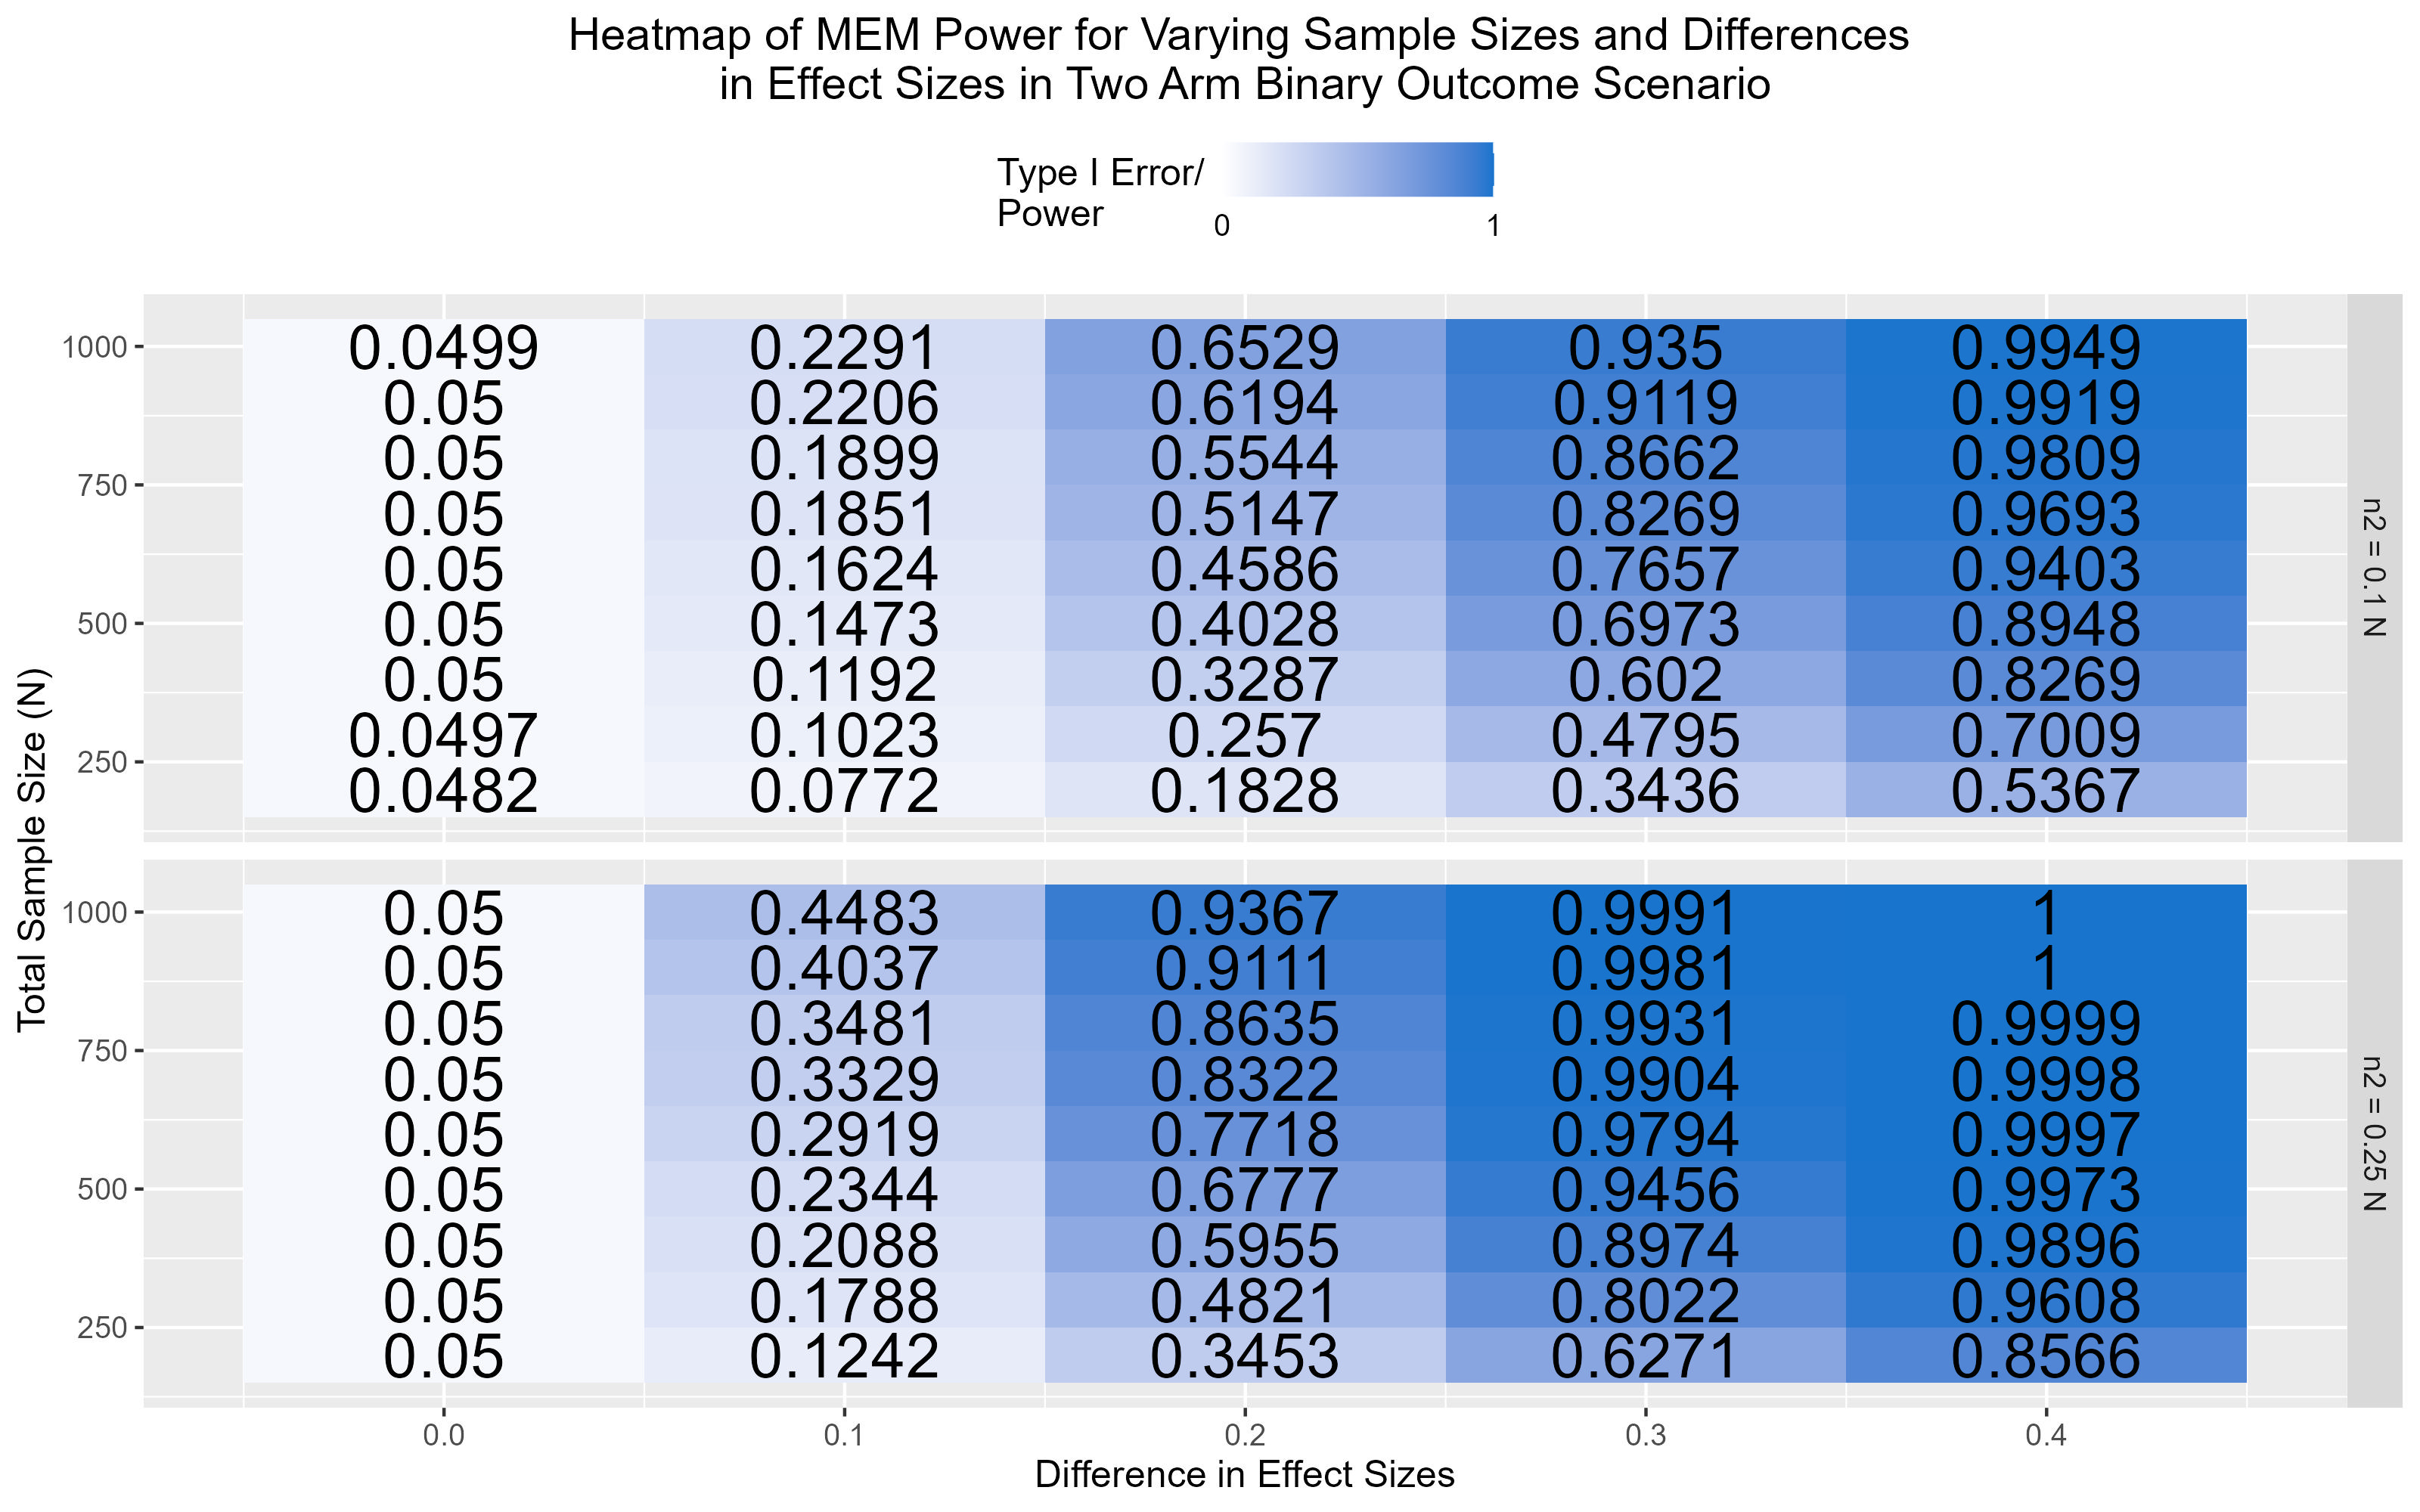 Heatmap of MEM Power for Varying Sample Sizes and Differences
in Effect Sizes in Two Arm Binary Outcome Scenario
Type I Error/
Power
0 1
Total Sample Size (N)
1000 0.0499 0.2291 0.6529 0.935 0.9949
0.05 0.2206 0.6194 0.9119 0.9919
0.05 0.1899 0.5544 0.8662 0.9809
750
0.05 0.1851 0.5147 0.8269 0.9693
0.05 0.1624 0.4586 0.7657 0.9403
500 0.05 0.1473 0.4028 0.6973 0.8948
0.05 0.1192 0.3287 0.602 0.8269
0.0497 0.1023 0.257 0.4795 0.7009
250
0.0482 0.0772 0.1828 0.3436 0.5367
n2 = 0.1 N
1000 0.05 0.4483 0.9367 0.9991 1
0.05 0.4037 0.9111 0.9981 1
0.05 0.3481 0.8635 0.9931 0.9999
750
0.05 0.3329 0.8322 0.9904 0.9998
0.05 0.2919 0.7718 0.9794 0.9997
500 0.05 0.2344 0.6777 0.9456 0.9973
0.05 0.2088 0.5955 0.8974 0.9896
0.05 0.1788 0.4821 0.8022 0.9608
250
0.05 0.1242 0.3453 0.6271 0.8566
n2 = 0.25 N
0.0 0.1 0.2 0.3 0.4
Difference in Effect Sizes